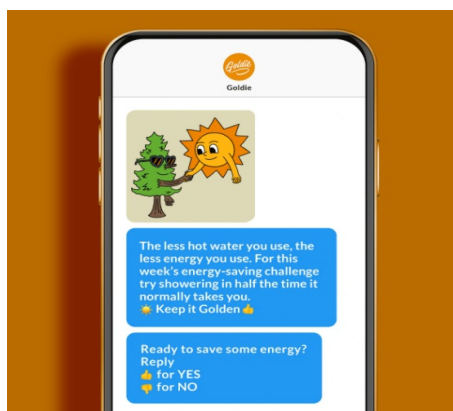 Goldie
Goldie
The less hot water you use, the
less energy you use. For this
week's energy-saving challenge
try showering in half the time it
normally takes you.
☀️ Keep it Golden 👍
Ready to save some energy?
Reply
👍 for YES
👎 for NO